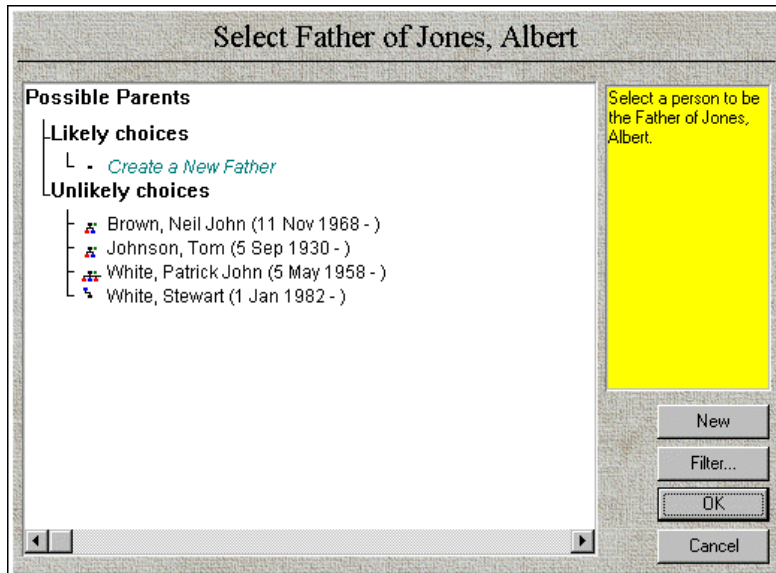 Select Father of Jones, Albert
Possible Parents
Likely choices
Create a New Father
Unlikely choices
Brown, Neil John (11 Nov 1968 - )
Johnson, Tom (5 Sep 1930 - )
White, Patrick John (5 May 1958 - )
White, Stewart (1 Jan 1982 - )
Select a person to be
the Father of Jones,
Albert.
New
Filter...
OK
Cancel